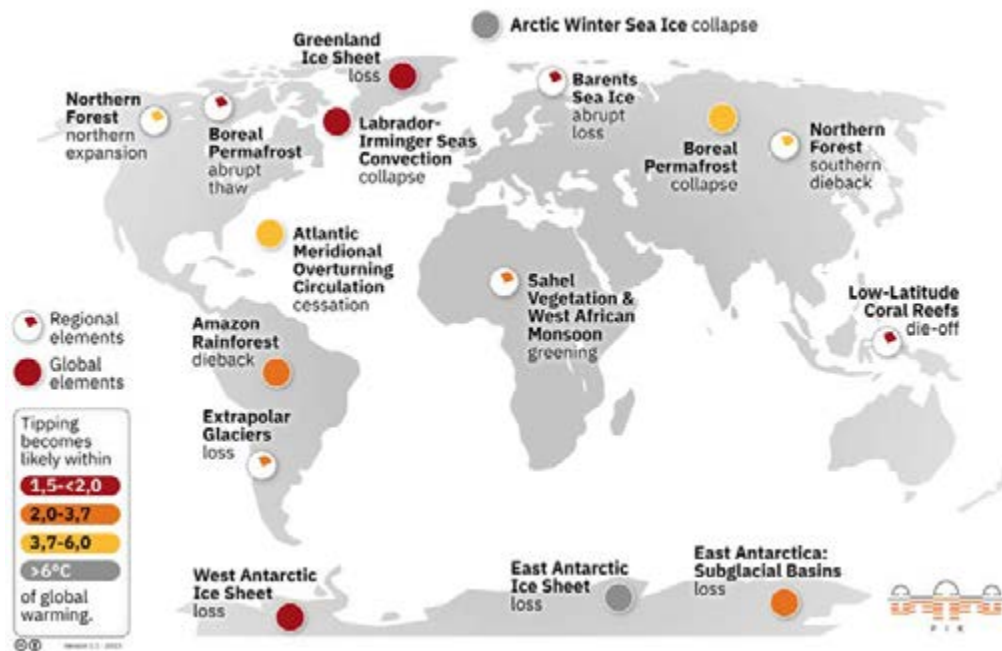 Arctic Winter Sea Ice collapse
Greenland
Ice Sheet
loss
Northern
Forest
northern
expansion
Boreal
Permafrost
abrupt
thaw
Labrador-
Irminger Seas
Convection
collapse
Barents
Sea Ice
abrupt
loss
Boreal
Permafrost
collapse
Northern
Forest
southern
dieback
Atlantic
Meridional
Overturning
Circulation
cessation
Sahel
Vegetation &
West African
Monsoon
greening
Low-Latitude
Coral Reefs
die-off
Regional
elements
Global
elements
Amazon
Rainforest
dieback
Extrapolar
Glaciers
loss
Tipping
becomes
likely within
1,5-<2,0
2,0-3,7
3,7-6,0
>6°C
of global
warming.
West Antarctic
Ice Sheet
loss
East Antarctic
Ice Sheet
loss
East Antarctica:
Subglacial Basins
loss
P I K